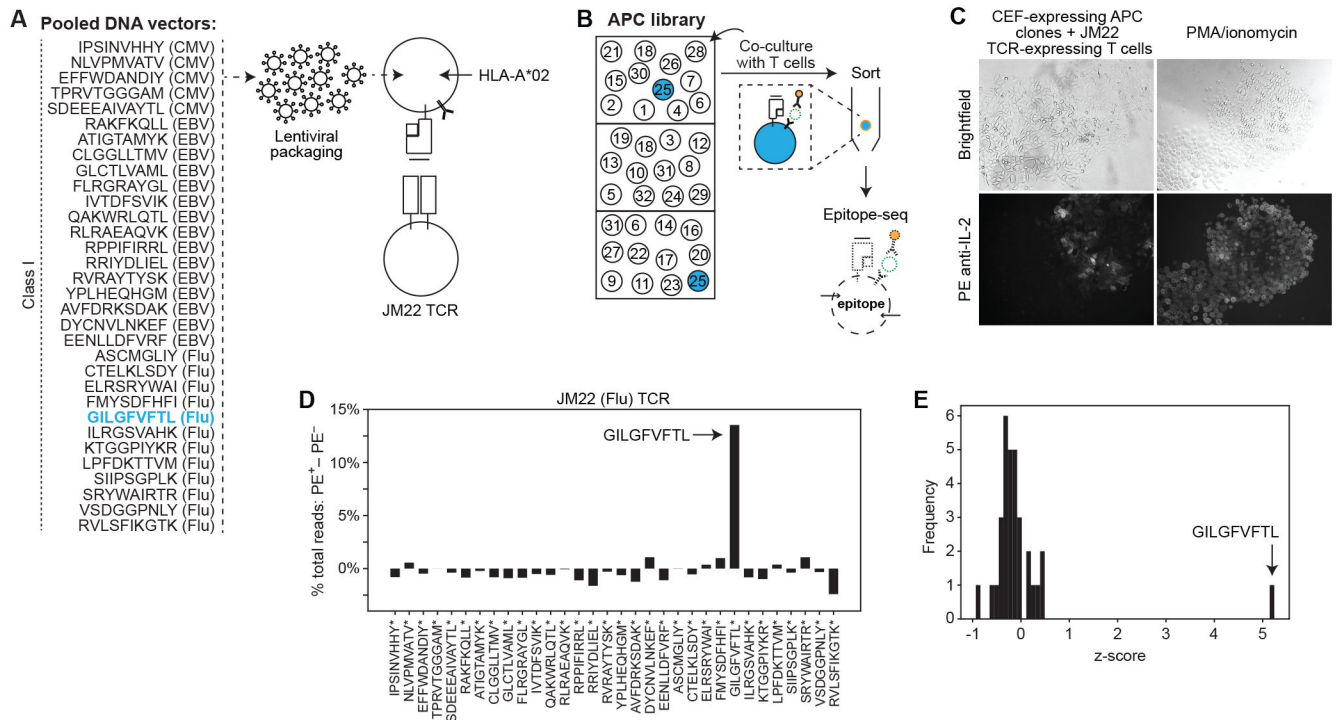 A
Pooled DNA vectors:
Class I
IPSINVHHY (CMV)
NLVPMVATV (CMV)
EFFWDANDIY (CMV)
TPRVTGGGAM (CMV)
SDEEEAIVAYTL (CMV)
RAKFKQLL (EBV)
ATIGTAMYK (EBV)
CLGGLLTMV (EBV)
GLCTLVAML (EBV)
FLRGRAYGL (EBV)
IVTDFSVIK (EBV)
QAKWRLQTL (EBV)
RLRAEAQVK (EBV)
RPPIFIRRL (EBV)
RRIYDLIEL (EBV)
RVRAYTYSK (EBV)
YPLHEQHGM (EBV)
AVFDRKSDAK (EBV)
DYCNVLNKEF (EBV)
EENLLDFVRF (EBV)
ASCMGLIY (Flu)
CTELKLSDY (Flu)
ELRSRYWAI (Flu)
FMYSDFHFI (Flu)
GILGFVFTL (Flu)
ILRGSVAHK (Flu)
KTGGPIYKR (Flu)
LPFDKTTVM (Flu)
SIIPSGPLK (Flu)
SRYWAIRTR (Flu)
VSDGGPNLY (Flu)
RVLSFIKGTK (Flu)
Lentiviral
packaging
HLA-A*02
JM22 TCR
B
APC library
21 18 28
26
15 30 7
25
2 1 4 6
19 18 3 12
13 10 31 8
5 32 24 29
31 6 14 16
27 22 17 20
9 11 23 25
Co-culture
with T cells
Sort
Epitope-seq
epitope
C
CEF-expressing APC
clones + JM22
TCR-expressing T cells
PMA/ionomycin
Brightfield
PE anti-IL-2
D
JM22 (Flu) TCR
% total reads: PE+– PE–
15%
10%
5%
0%
GILGFVFTL
IPSINVHHY*
NLVPMVATV*
EFFWDANDIY*
TPRVTGGGAM*
SDEEEAIVAYTL*
RAKFKQLL*
ATIGTAMYK*
CLGGLLTMV*
GLCTLVAML*
FLRGRAYGL*
IVTDFSVIK*
QAKWRLQTL*
RLRAEAQVK*
RPPIFIRRL*
RRIYDLIEL*
RVRAYTYSK*
YPLHEQHGM*
AVFDRKSDAK*
DYCNVLNKEF*
EENLLDFVRF*
ASCMGLIY*
CTELKLSDY*
ELRSRYWAI*
FMYSDFHFI*
GILGFVFTL*
ILRGSVAHK*
KTGGPIYKR*
LPFDKTTVM*
SIIPSGPLK*
SRYWAIRTR*
VSDGGPNLY*
RVLSFIKGTK*
E
Frequency
6
5
4
3
2
1
0
GILGFVFTL
-1 0 1 2 3 4 5
z-score